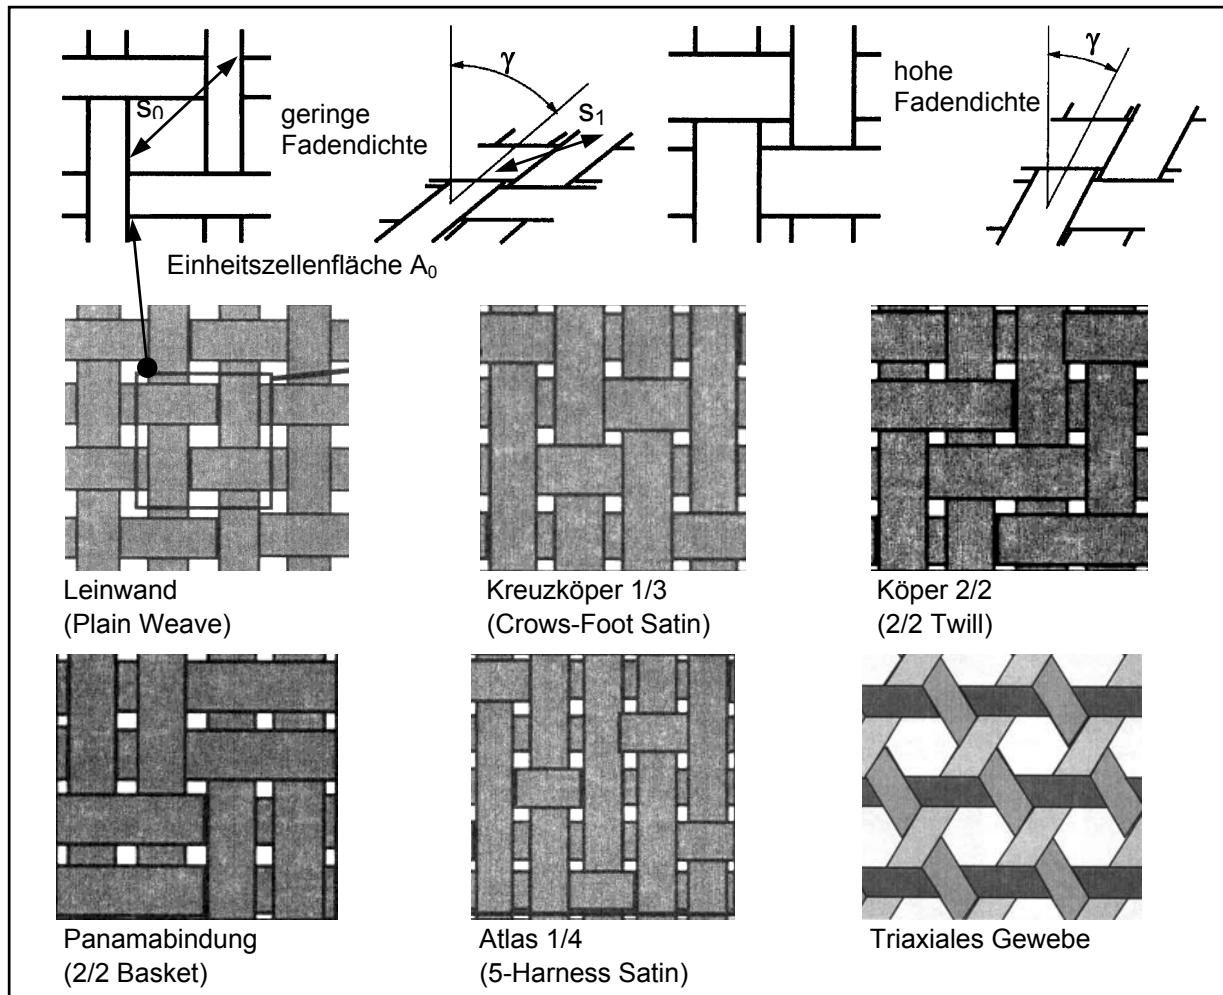 s₀
geringe
Fadendichte
γ
s₁
hohe
Fadendichte
γ
Einheitszellenfläche A₀
Leinwand
(Plain Weave)
Kreuzköper 1/3
(Crows-Foot Satin)
Köper 2/2
(2/2 Twill)
Panamabindung
(2/2 Basket)
Atlas 1/4
(5-Harness Satin)
Triaxiales Gewebe